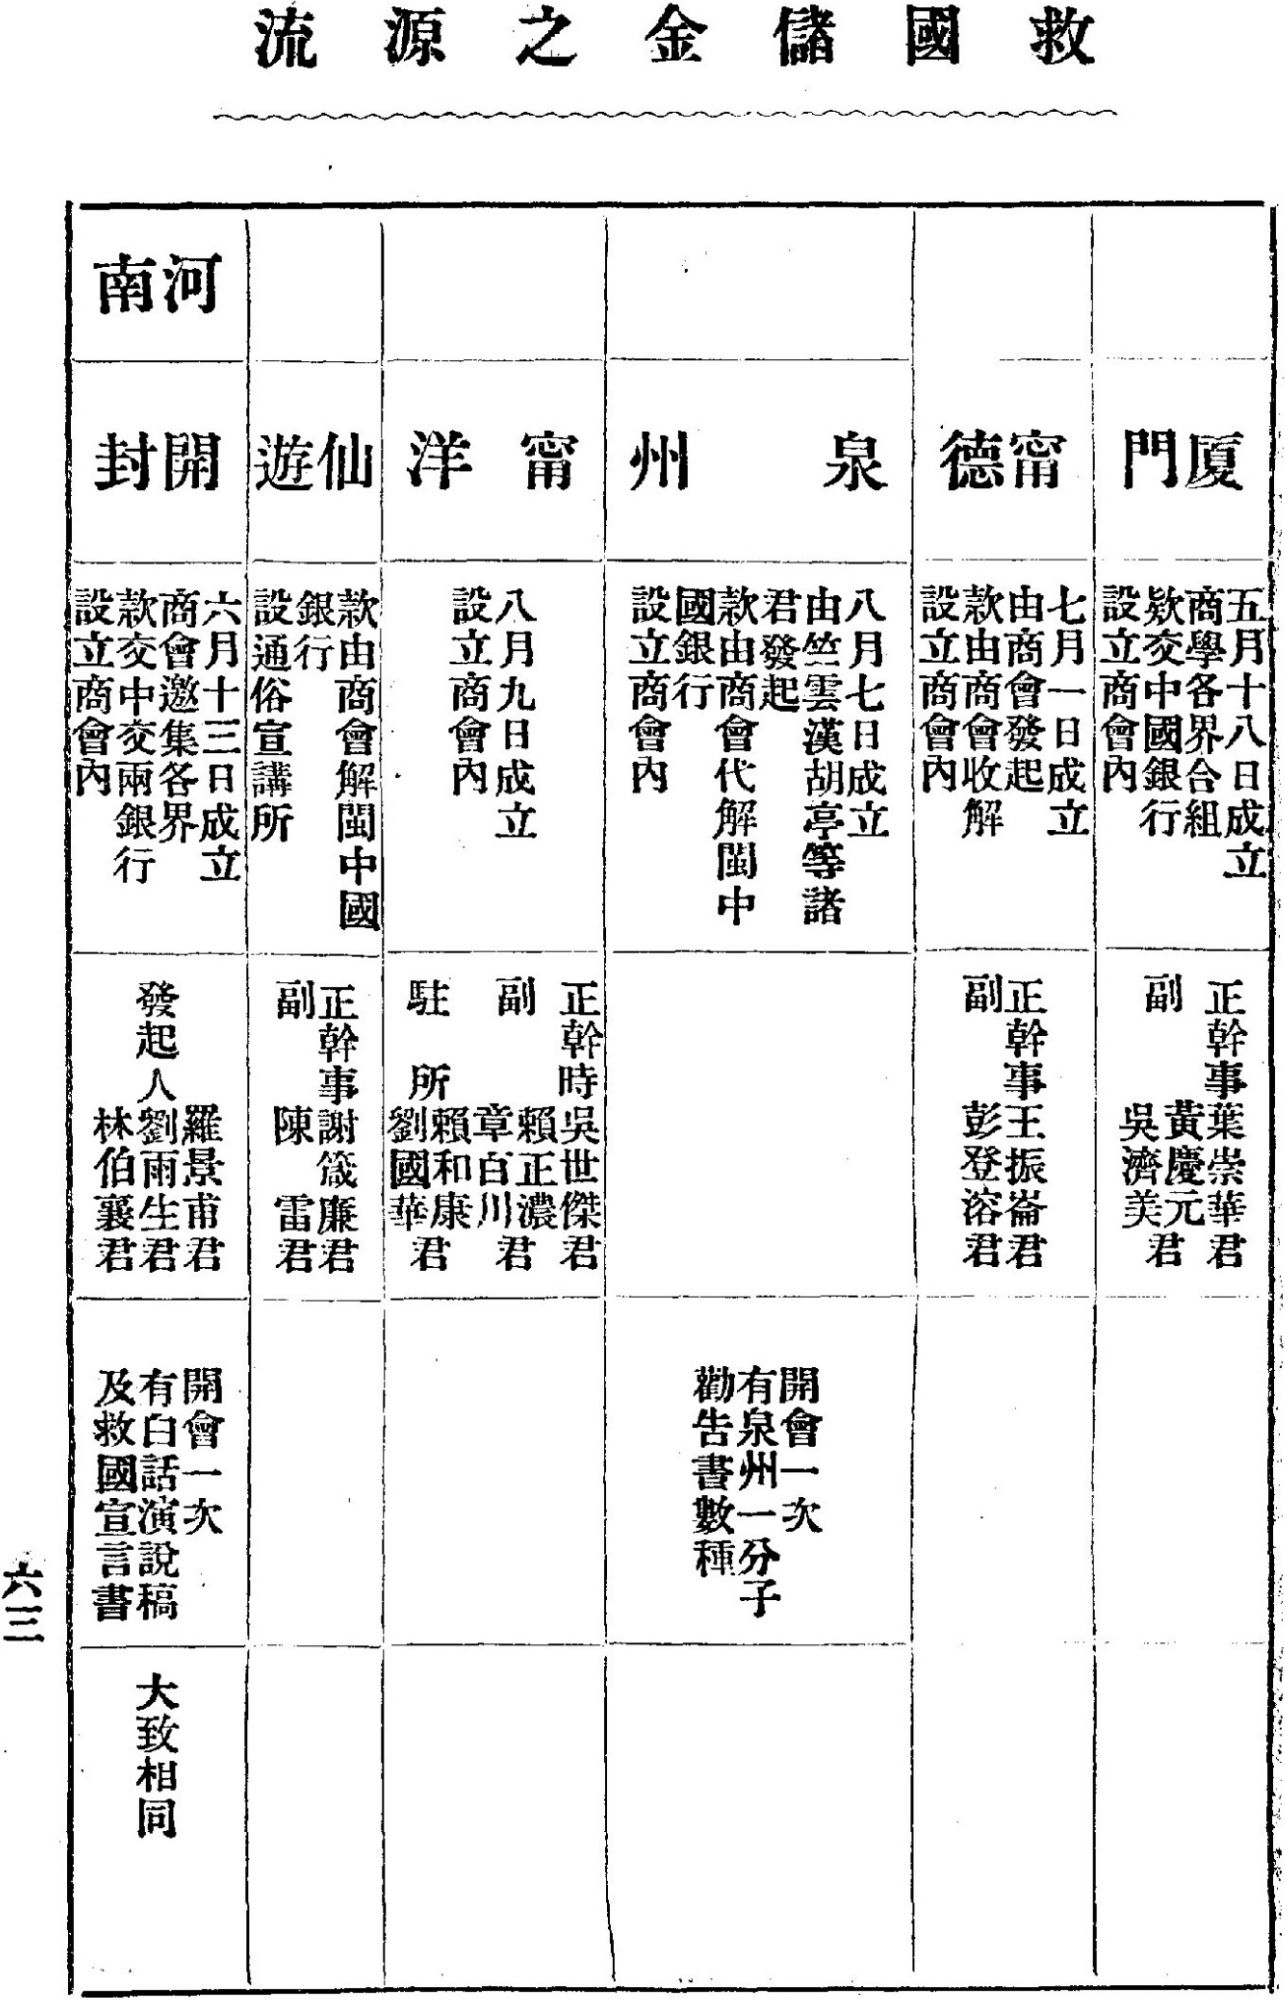 救國儲金之源流
厦門
五月十八日成立
商學各界合組
欵交中國銀行
設立商會內
正幹事葉崇華君
副
黃慶元
吳濟美
君
甯德
七月一日成立
由商會發起
款由商會收解
設立商會內
正幹事王振崙君
副 彭登溶君
泉州
八月七日成立
由竺雲漢胡亭等諸
君發起
款由商會代解閩中
國銀行
設立商會內
開會一次
有泉州一分子
勸告書數種
甯洋
八月九日成立
設立商會內
正幹時吳世傑君
副
賴正濃
章百川
君
駐所
賴和康
劉國華
君
仙遊
款由商會解閩中國
銀行
設通俗宣講所
正幹事謝箴廉君
副 陳雷君
河南
開封
六月十三日成立
商會邀集各界
款交中交兩銀行
設立商會內
發起人
羅景甫君
劉雨生君
林伯襄君
開會一次
有白話演說稿
及救國宣言書
大致相同
六三